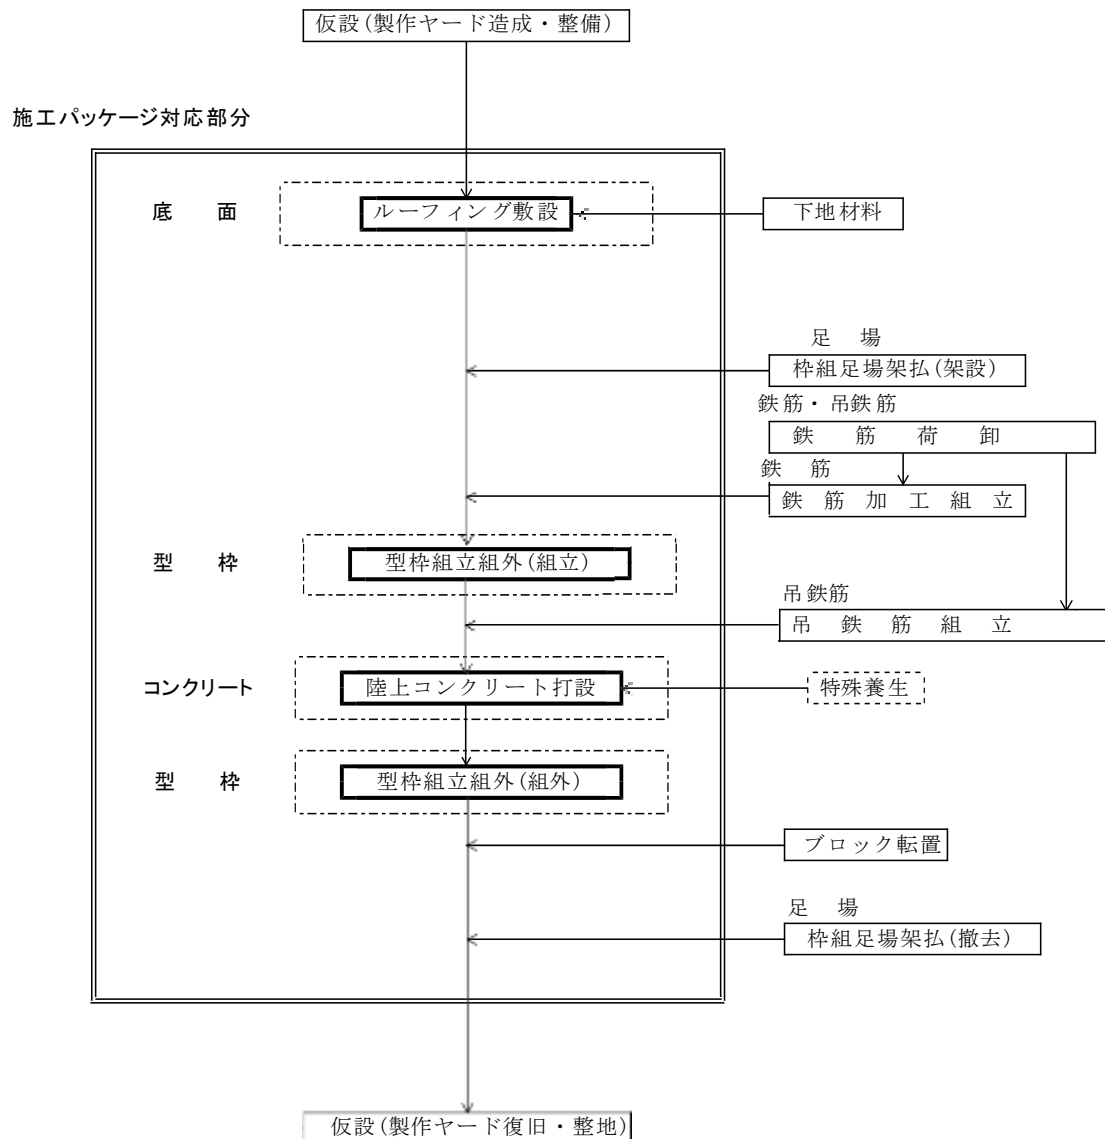 仮設(製作ヤード造成・整備)
施工パッケージ対応部分
底　面
ルーフィング敷設
下地材料
足　場
枠組足場架払(架設)
鉄筋・吊鉄筋
鉄　筋　荷　卸
鉄　筋
鉄　筋　加　工　組　立
型　枠
型枠組立組外(組立)
吊鉄筋
吊　鉄　筋　組　立
コンクリート
陸上コンクリート打設
特殊養生
型　枠
型枠組立組外(組外)
ブロック転置
足　場
枠組足場架払(撤去)
仮設(製作ヤード復旧・整地)